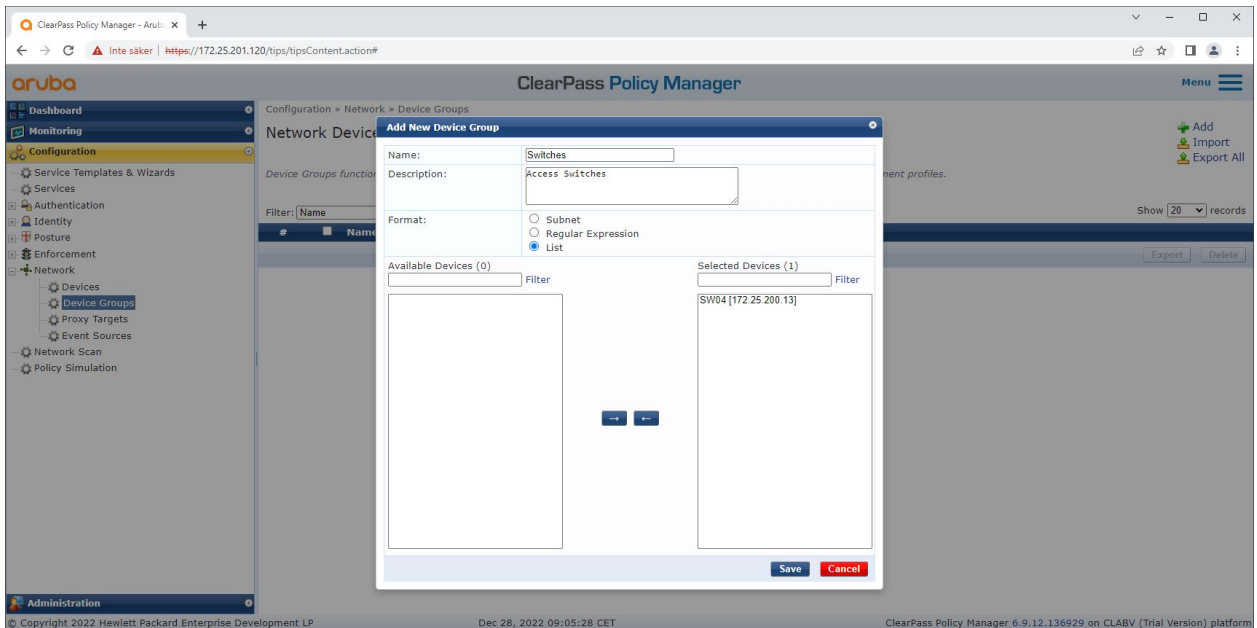 ClearPass Policy Manager - Arub
Inte säker | https://172.25.201.120/tips/tipsContent.action#
aruba
ClearPass Policy Manager
Menu
Dashboard
Monitoring
Configuration
Service Templates & Wizards
Services
Authentication
Identity
Posture
Enforcement
Network
Devices
Device Groups
Proxy Targets
Event Sources
Network Scan
Policy Simulation
Administration
Configuration » Network » Device Groups
Network Device
Add
Import
Export All
Device Groups function
nent profiles.
Filter: Name
Show 20 records
# Name
Export Delete
Add New Device Group
Name: Switches
Description: Access Switches
Format:
Subnet
Regular Expression
List
Available Devices (0)
Filter
Selected Devices (1)
Filter
SW04 [172.25.200.13]
Save Cancel
© Copyright 2022 Hewlett Packard Enterprise Development LP
Dec 28, 2022 09:05:28 CET
ClearPass Policy Manager 6.9.12.136929 on CLABV (Trial Version) platform